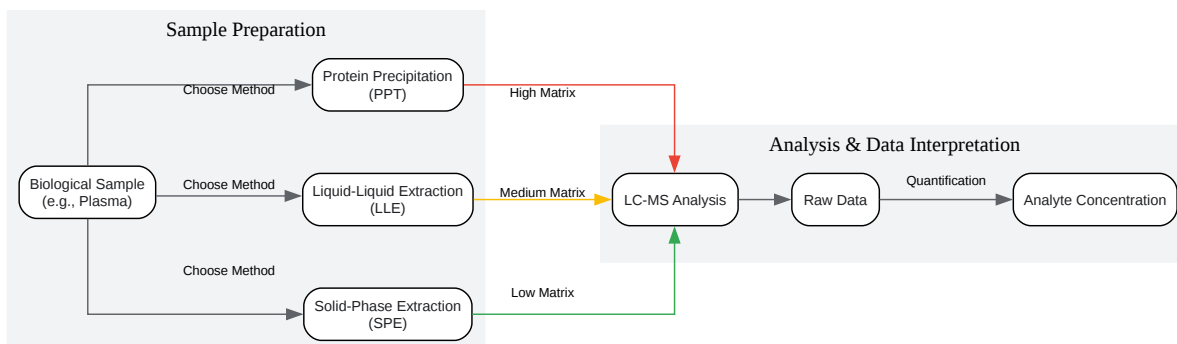 Sample Preparation
Protein Precipitation
(PPT)
Choose Method
High Matrix
Analysis & Data Interpretation
Biological Sample
(e.g., Plasma)
Choose Method
Liquid-Liquid Extraction
(LLE)
Medium Matrix
LC-MS Analysis
Raw Data
Quantification
Analyte Concentration
Choose Method
Solid-Phase Extraction
(SPE)
Low Matrix